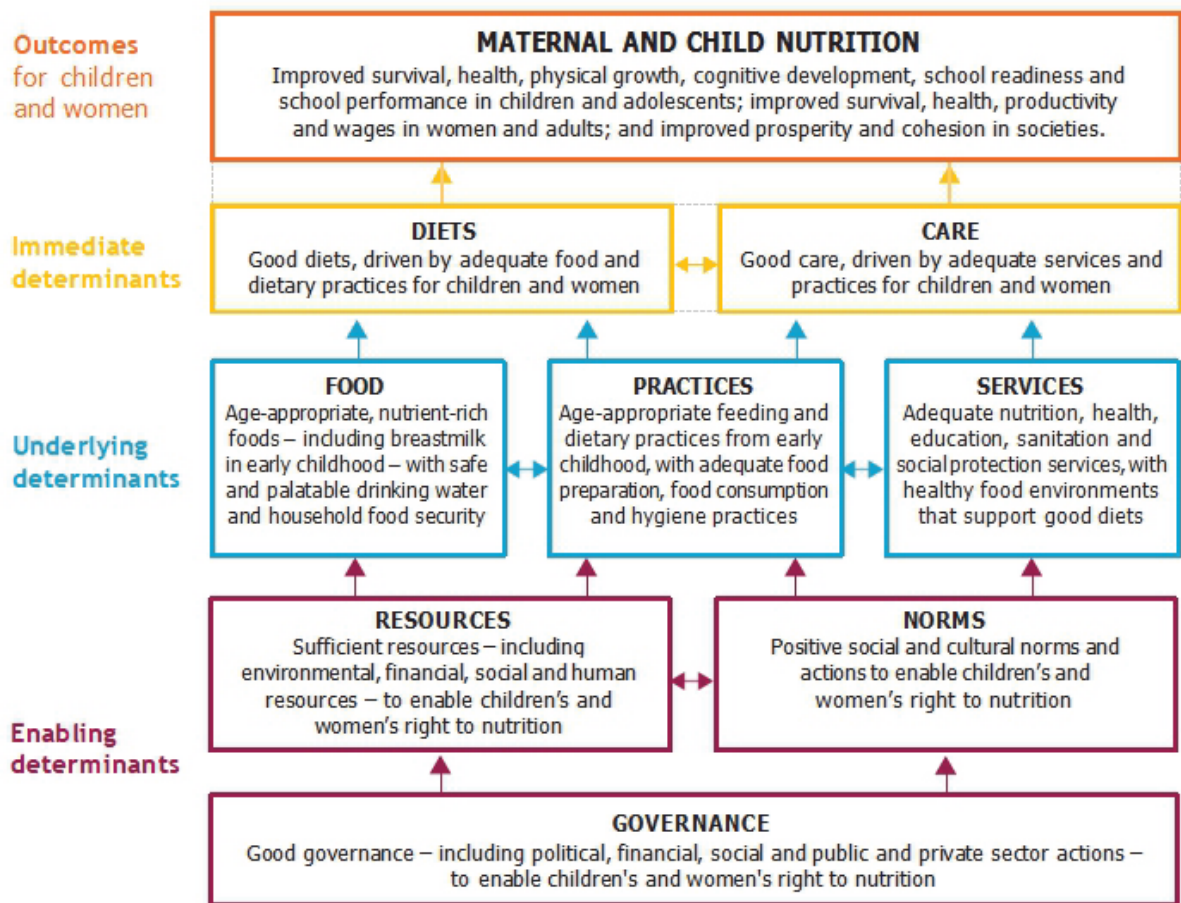 Outcomes
for children
and women
MATERNAL AND CHILD NUTRITION
Improved survival, health, physical growth, cognitive development, school readiness and
school performance in children and adolescents; improved survival, health, productivity
and wages in women and adults; and improved prosperity and cohesion in societies.
Immediate
determinants
DIETS
Good diets, driven by adequate food and
dietary practices for children and women
CARE
Good care, driven by adequate services and
practices for children and women
Underlying
determinants
FOOD
Age-appropriate, nutrient-rich
foods – including breastmilk
in early childhood – with safe
and palatable drinking water
and household food security
PRACTICES
Age-appropriate feeding and
dietary practices from early
childhood, with adequate food
preparation, food consumption
and hygiene practices
SERVICES
Adequate nutrition, health,
education, sanitation and
social protection services, with
healthy food environments
that support good diets
Enabling
determinants
RESOURCES
Sufficient resources – including
environmental, financial, social and human
resources – to enable children’s and
women’s right to nutrition
NORMS
Positive social and cultural norms and
actions to enable children’s and
women’s right to nutrition
GOVERNANCE
Good governance – including political, financial, social and public and private sector actions –
to enable children's and women's right to nutrition